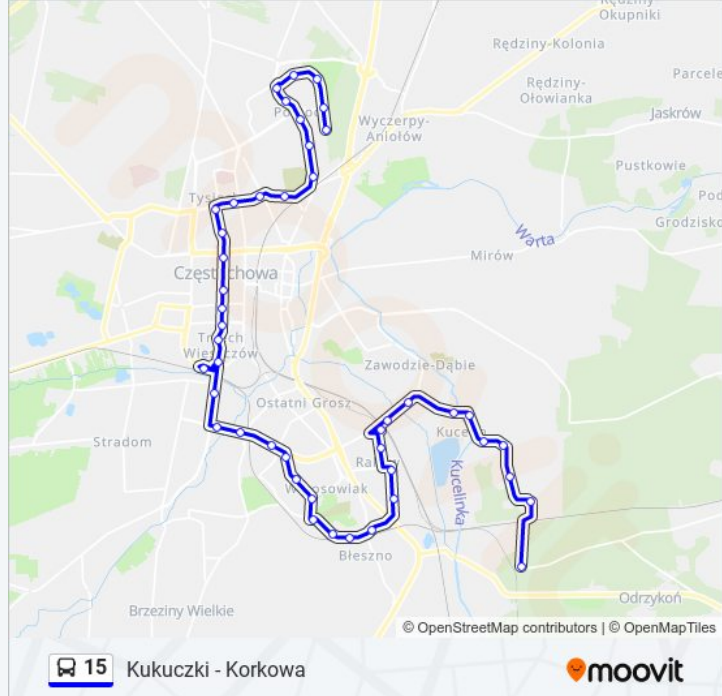 Rędziny-
Okupniki
Rędziny-Kolonia
Parcele
Rędziny-
Ołowianka
Jaskrów
Wyczerpy-
Aniołów
Pustkowie
Grodzisko
Warta
Mirów
Częstochowa
Zawodzie-Dąbie
Ostatni Grosz
Stradom
Kucelinka
Błeszno
Odrzykoń
Brzeziny Wielkie
© OpenStreetMap contributors | © OpenMapTiles
15 Kukuczki - Korkowa
moovit